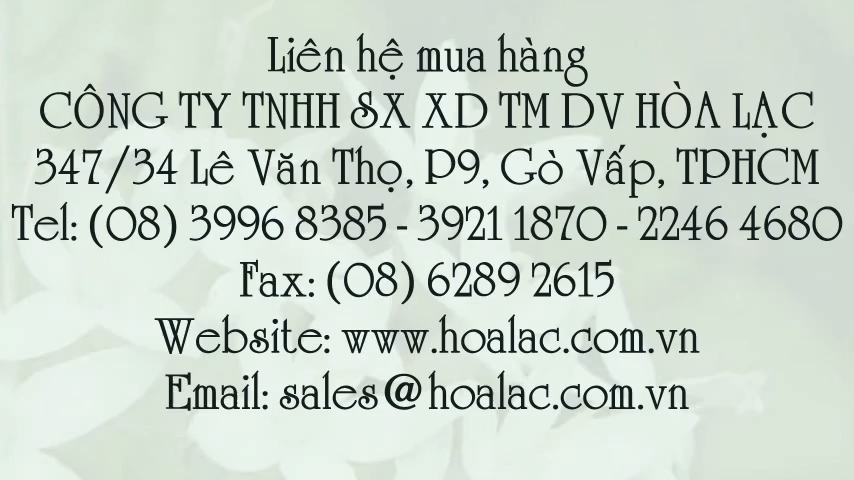 Liên hệ mua hàng
CÔNG TY TNHH SX XD TM DV HÒA LẠC
347/34 Lê Văn Thọ, P9, Gò Vấp, TPHCM
Tel: (08) 3996 8385 - 3921 1870 - 2246 4680
Fax: (08) 6289 2615
Website: www.hoalac.com.vn
Email: sales@hoalac.com.vn